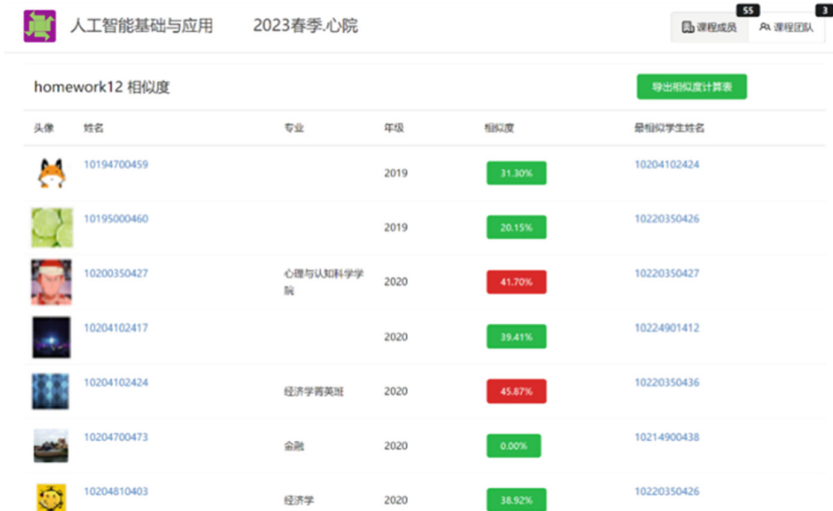 人工智能基础与应用 2023春季.心院 55 课程成员 3 课程团队
homework12 相似度 导出相似度计算表
头像 姓名 专业 年级 相似度 最相似学生姓名
10194700459 2019 31.30% 10204102424
10195000460 2019 20.15% 10220350426
10200350427 心理与认知科学学院 2020 41.70% 10220350427
10204102417 2020 39.41% 10224901412
10204102424 经济学菁英班 2020 45.87% 10220350436
10204700473 金融 2020 0.00% 10214900438
10204810403 经济学 2020 38.92% 10220350426